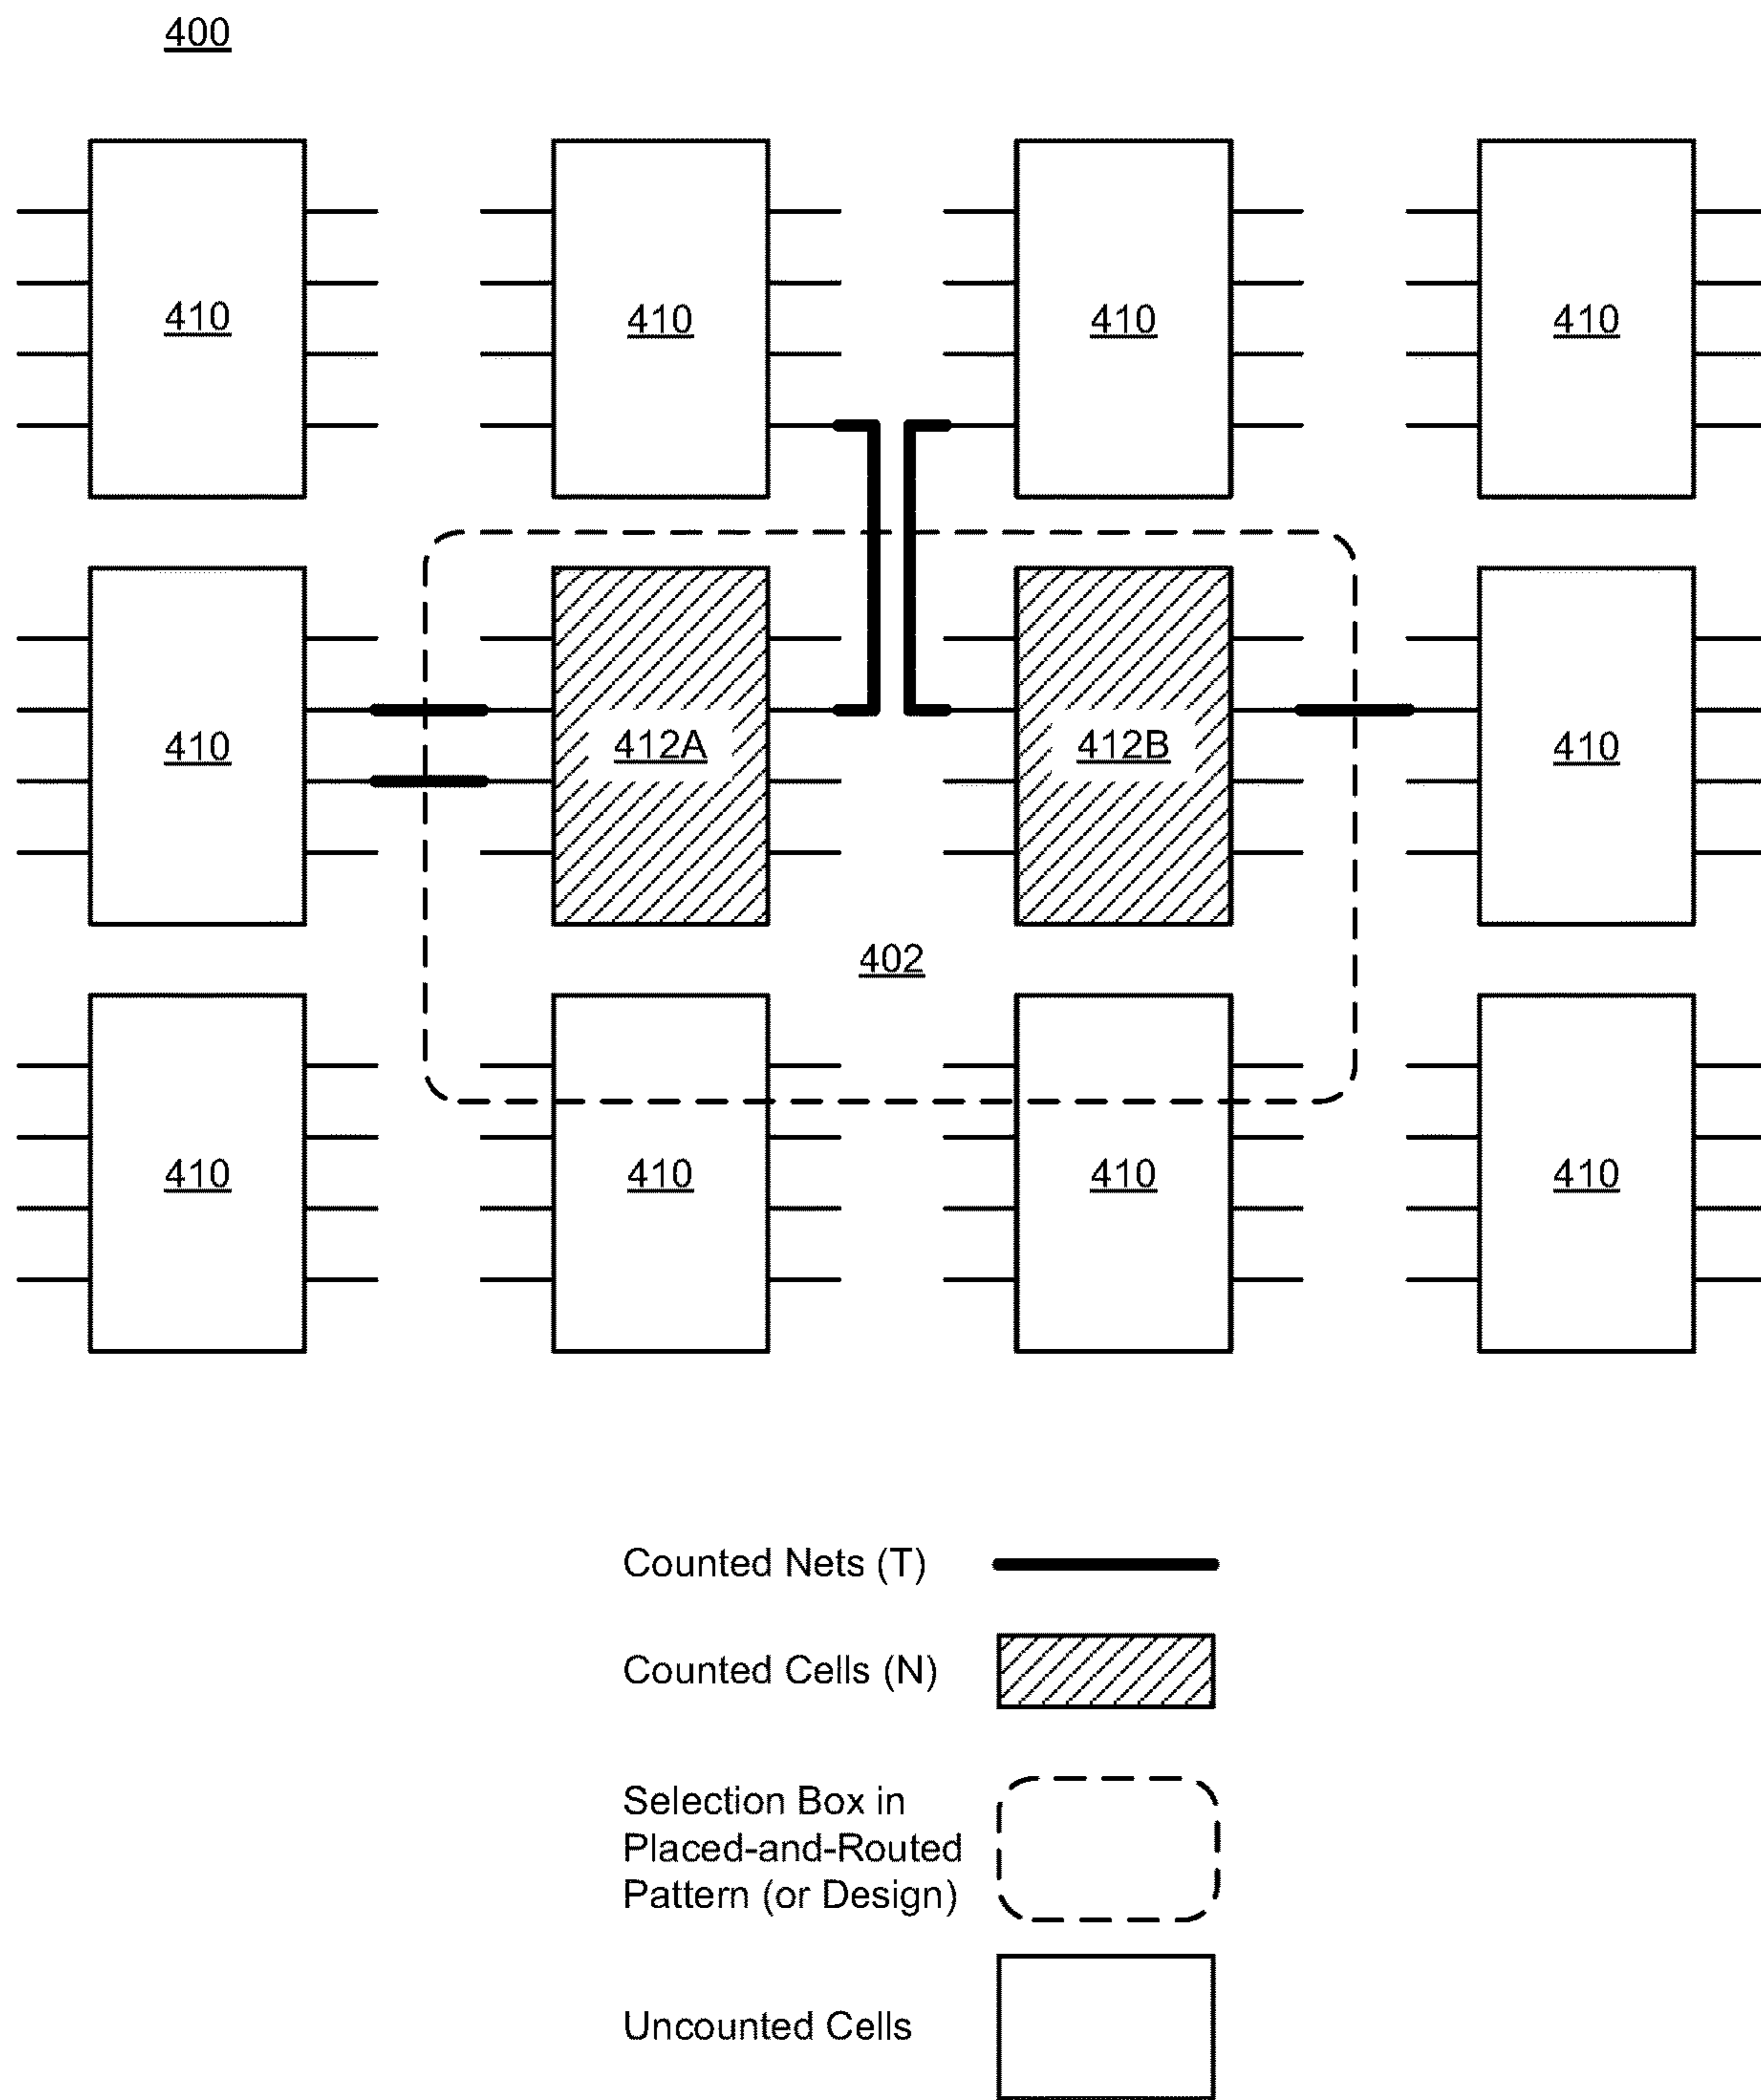 400
410
410
410
410
410
412A
412B
410
402
410
410
410
410
Counted Nets (T)
Counted Cells (N)
Selection Box in
Placed-and-Routed
Pattern (or Design)
Uncounted Cells